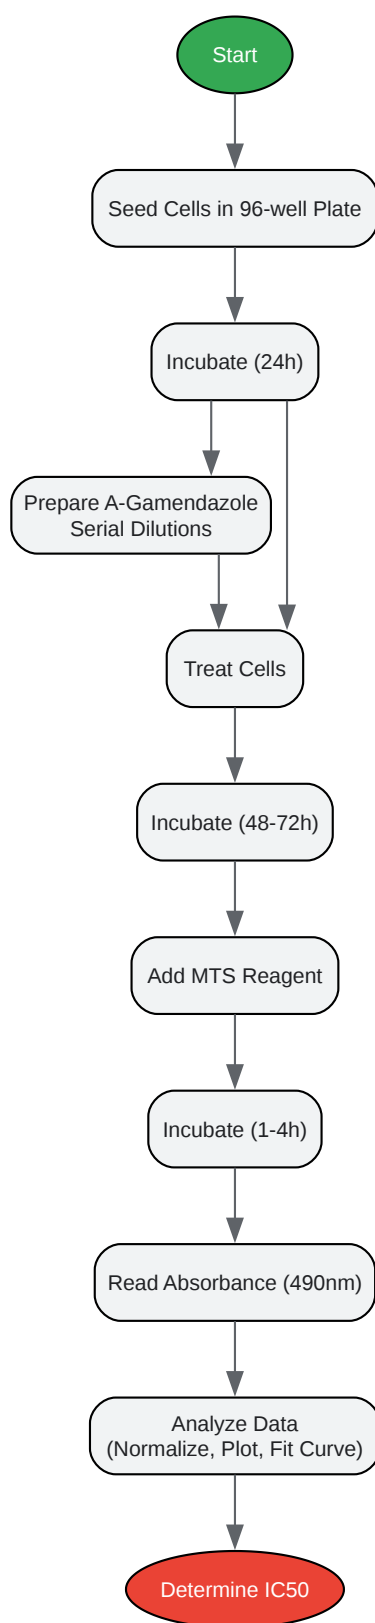 Start
Seed Cells in 96-well Plate
Incubate (24h)
Prepare A-Gamendazole
Serial Dilutions
Treat Cells
Incubate (48-72h)
Add MTS Reagent
Incubate (1-4h)
Read Absorbance (490nm)
Analyze Data
(Normalize, Plot, Fit Curve)
Determine IC50